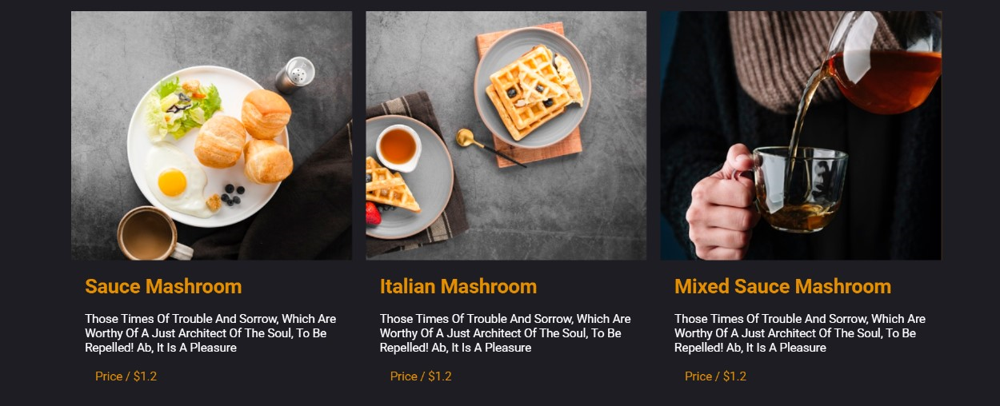 Sauce Mashroom
Those Times Of Trouble And Sorrow, Which Are
Worthy Of A Just Architect Of The Soul, To Be
Repelled! Ab, It Is A Pleasure
Price / $1.2
Italian Mashroom
Those Times Of Trouble And Sorrow, Which Are
Worthy Of A Just Architect Of The Soul, To Be
Repelled! Ab, It Is A Pleasure
Price / $1.2
Mixed Sauce Mashroom
Those Times Of Trouble And Sorrow, Which Are
Worthy Of A Just Architect Of The Soul, To Be
Repelled! Ab, It Is A Pleasure
Price / $1.2